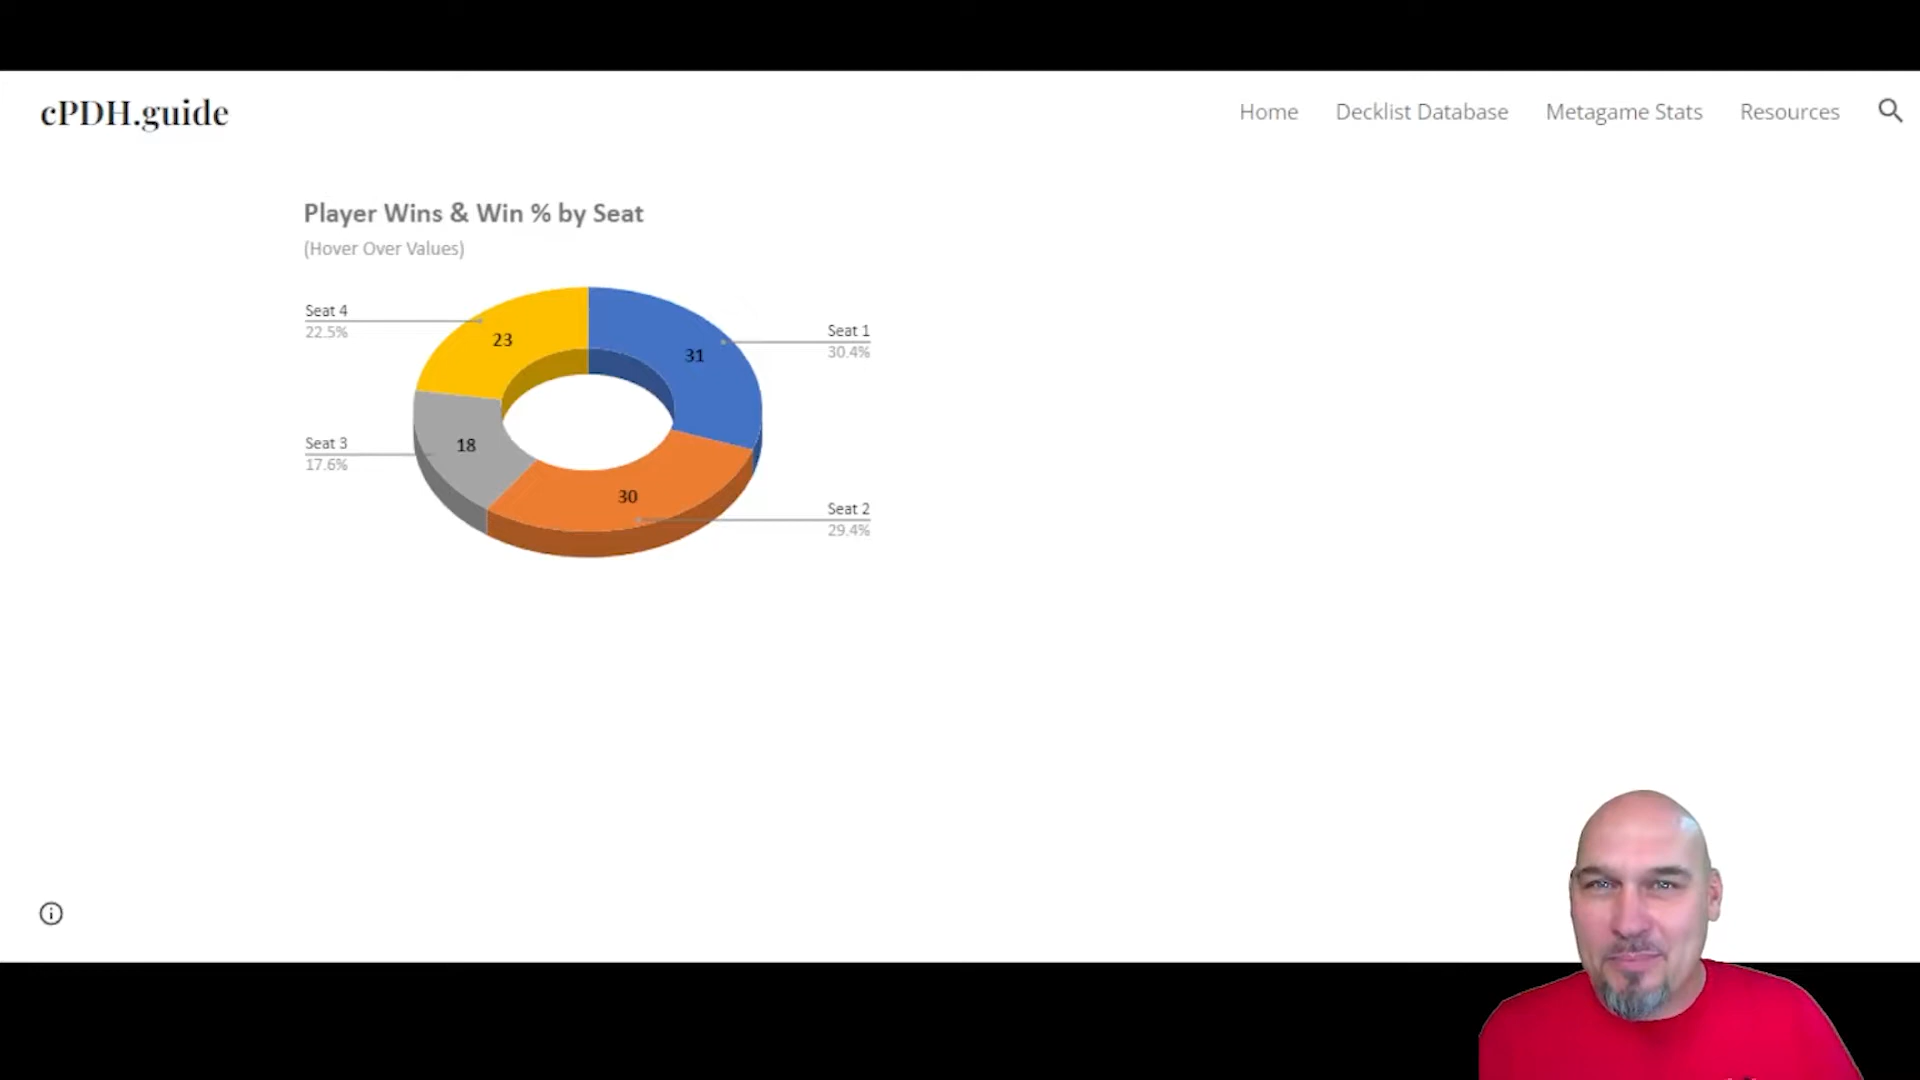 cPDH.guide
Home
Decklist Database
Metagame Stats
Resources
Player Wins & Win % by Seat
(Hover Over Values)
Seat 4
22.5%
23
31
Seat 1
30.4%
Seat 3
17.6%
18
30
Seat 2
29.4%